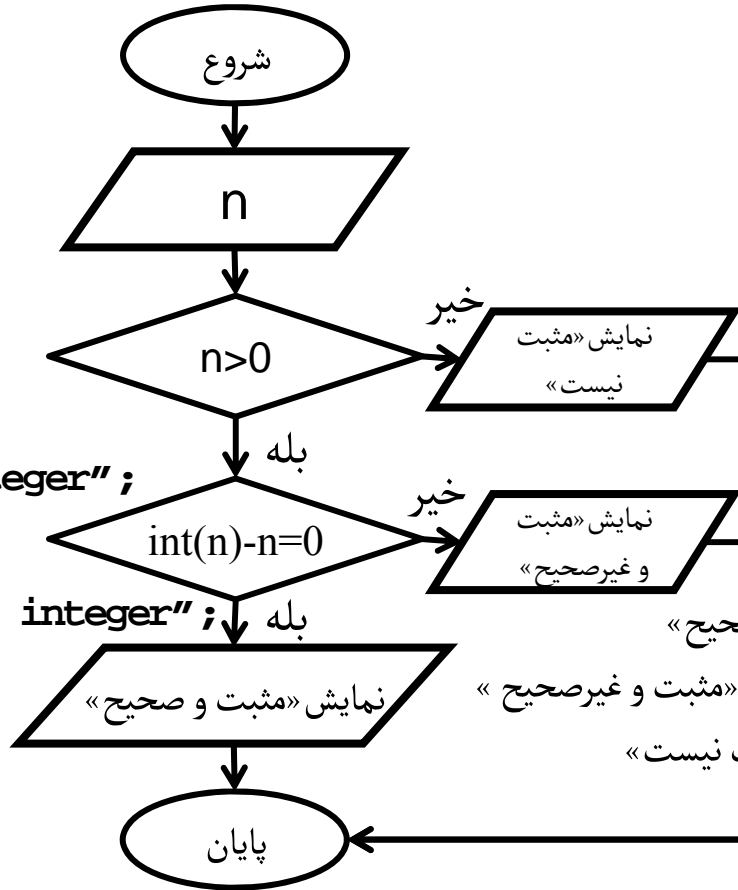 شروع
n
n>0
خیر
نمایش«مثبت
نیست»
بله
eger”;
int(n)-n=0
خیر
نمایش«مثبت
و غیرصحیح»
integer”;
بله
حیح»
نمایش«مثبت و صحیح»
«مثبت و غیرصحیح »
نیست»
پایان